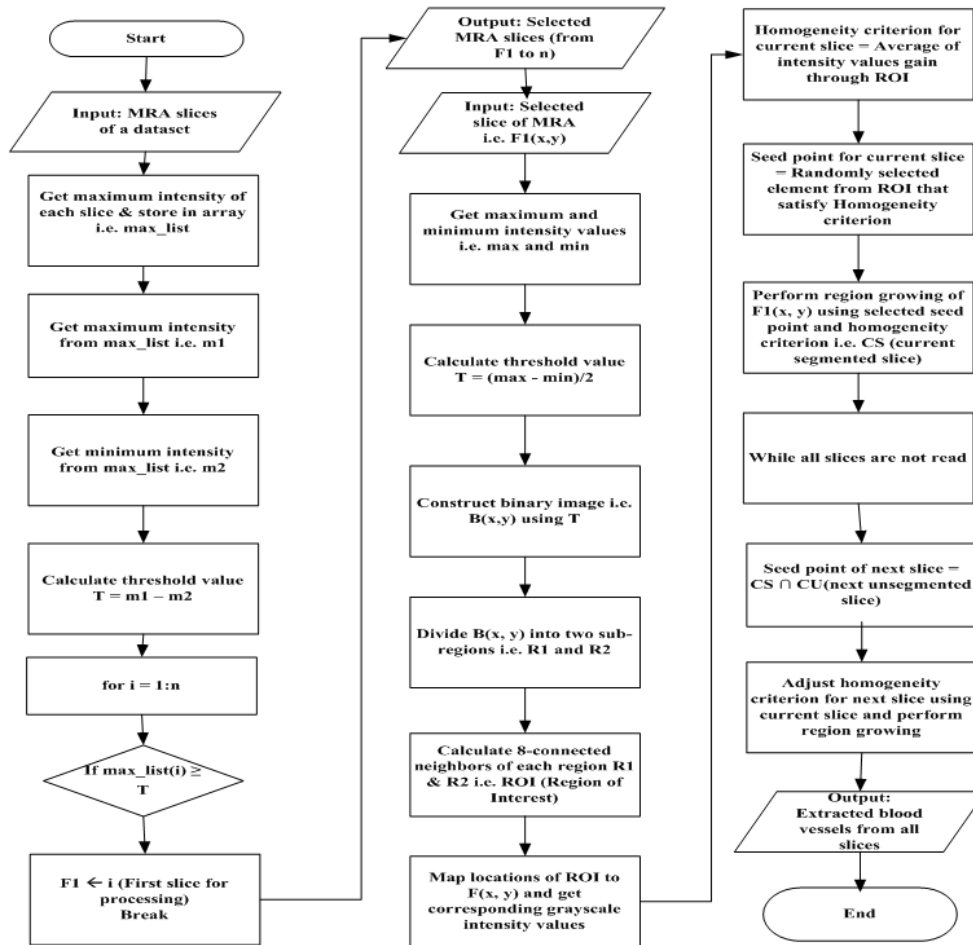 Start
Input: MRA slices
of a dataset
Get maximum intensity of
each slice & store in array
i.e. max_list
Get maximum intensity
from max_list i.e. m1
Get minimum intensity
from max_list i.e. m2
Calculate threshold value
T = m1 – m2
for i = 1:n
If max_list(i) ≥
T
F1 ← i (First slice for
processing)
Break
Output: Selected
MRA slices (from
F1 to n)
Input: Selected
slice of MRA
i.e. F1(x,y)
Get maximum and
minimum intensity values
i.e. max and min
Calculate threshold value
T = (max - min)/2
Construct binary image i.e.
B(x,y) using T
Divide B(x, y) into two sub-
regions i.e. R1 and R2
Calculate 8-connected
neighbors of each region R1
& R2 i.e. ROI (Region of
Interest)
Map locations of ROI to
F(x, y) and get
corresponding grayscale
intensity values
Homogeneity criterion for
current slice = Average of
intensity values gain
through ROI
Seed point for current slice
= Randomly selected
element from ROI that
satisfy Homogeneity
criterion
Perform region growing of
F1(x, y) using selected seed
point and homogeneity
criterion i.e. CS (current
segmented slice)
While all slices are not read
Seed point of next slice =
CS ∩ CU(next unsegmented
slice)
Adjust homogeneity
criterion for next slice using
current slice and perform
region growing
Output:
Extracted blood
vessels from all
slices
End